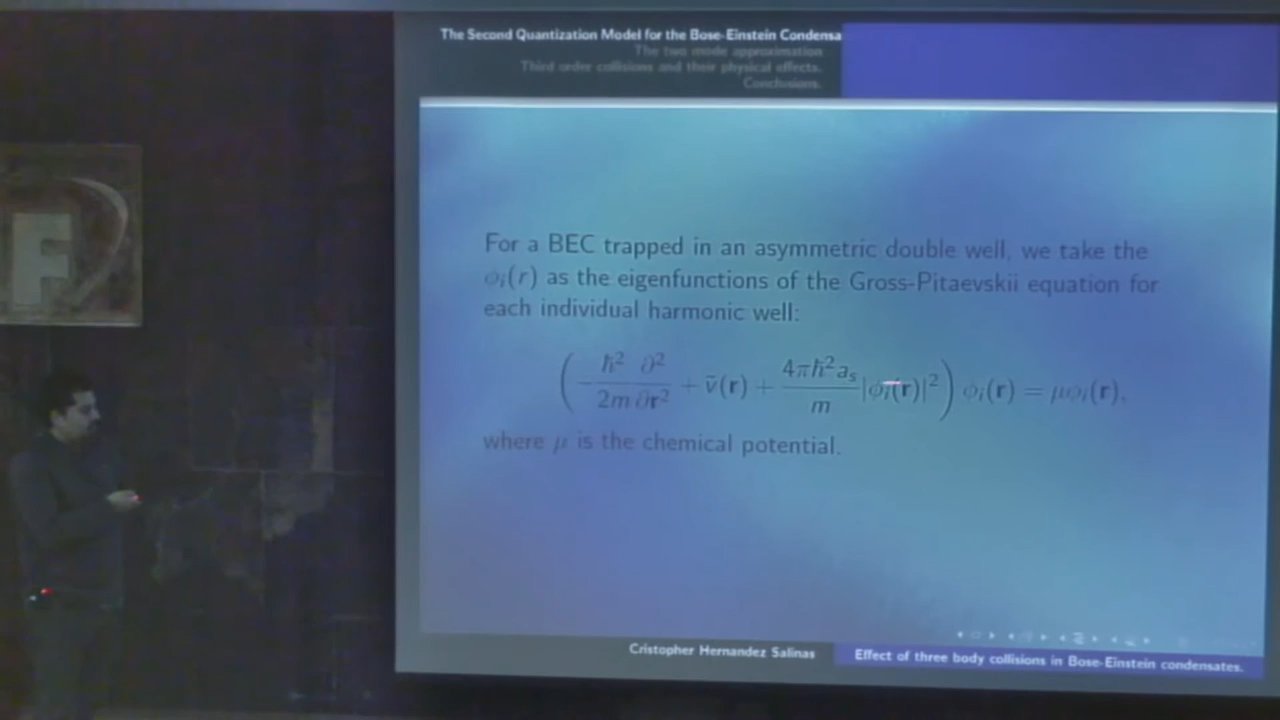 The Second Quantization Model for the Bose-Einstein Condensa
The two mode approximation
Third order collisions and their physical effects.
Conclusions.
F
For a BEC trapped in an asymmetric double well, we take the
ϕᵢ(r) as the eigenfunctions of the Gross-Pitaevskii equation for
each individual harmonic well:
( ħ²/2m ∂²/∂r² + ṽ(r) + 4πħ²aₛ/m |ϕᵢ(r)|² ) ϕᵢ(r) = μϕᵢ(r),
where μ is the chemical potential.
Cristopher Hernandez Salinas
Effect of three body collisions in Bose-Einstein condensates.